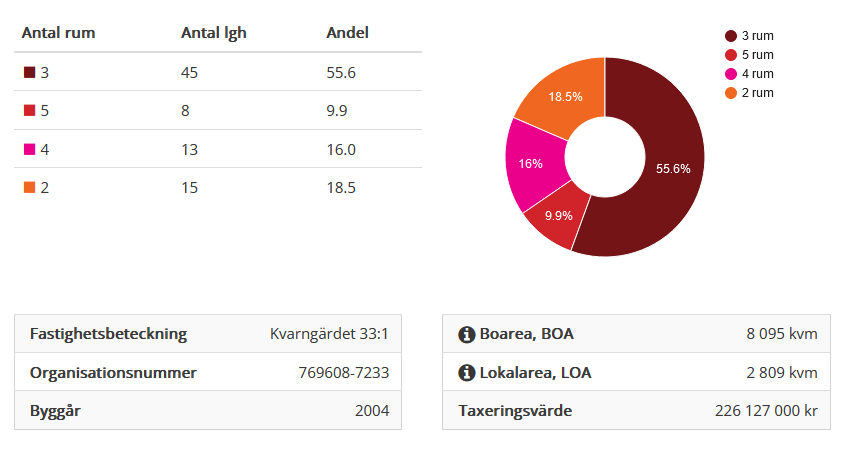 Antal rum Antal lgh Andel
3 45 55.6
5 8 9.9
4 13 16.0
2 15 18.5
3 rum
5 rum
4 rum
2 rum
18.5%
16%
55.6%
9.9%
Fastighetsbeteckning Kvarngärdet 33:1
Organisationsnummer 769608-7233
Byggår 2004
Boarea, BOA 8 095 kvm
Lokalarea, LOA 2 809 kvm
Taxeringsvärde 226 127 000 kr